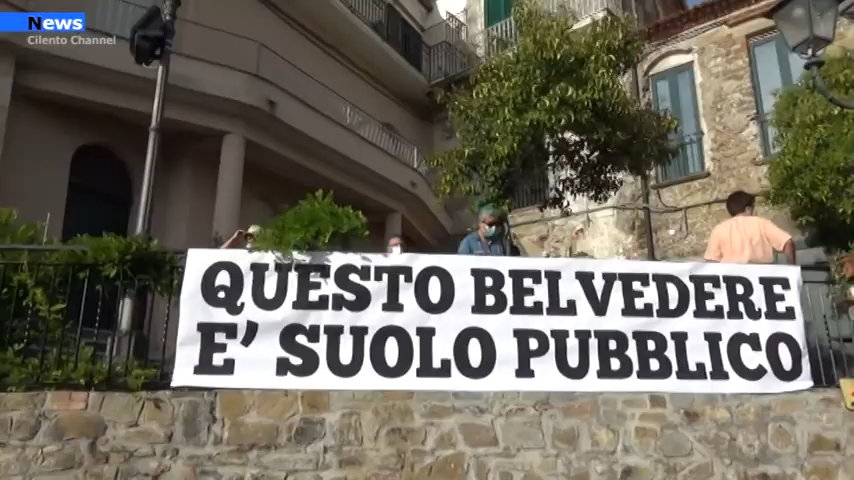 News
Cilento Channel
QUESTO BELVEDERE
E' SUOLO PUBBLICO